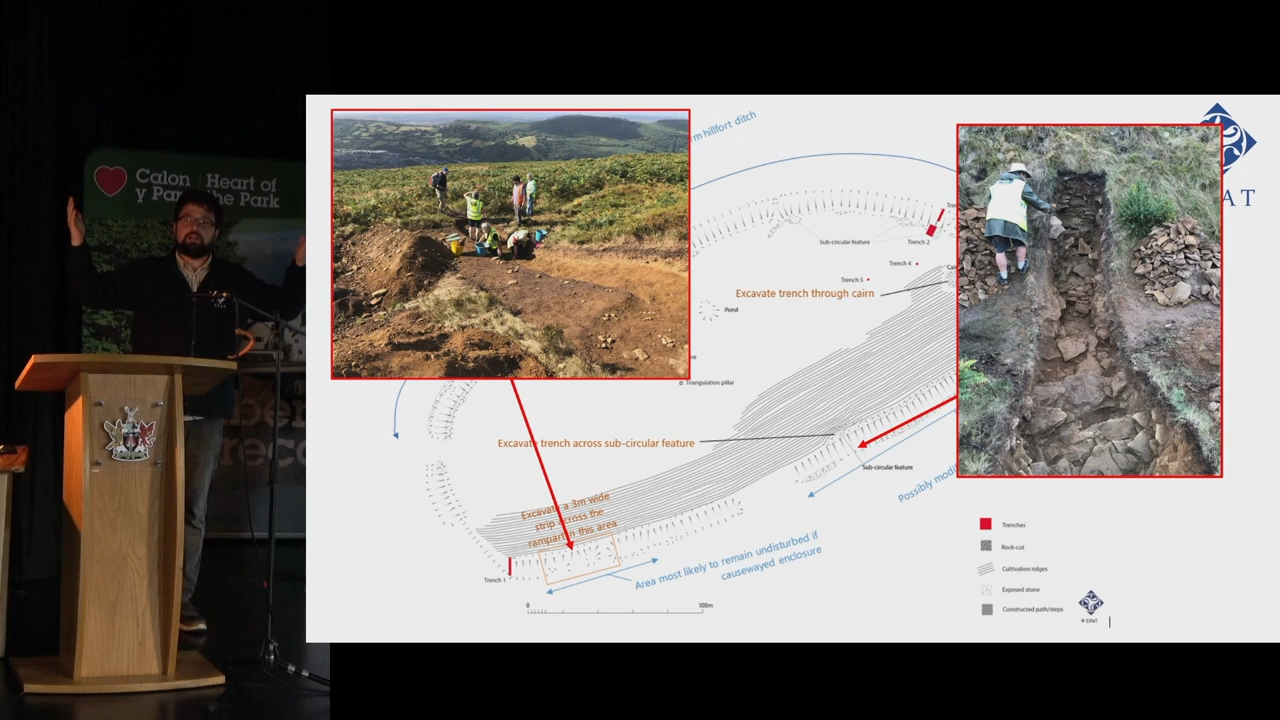 Calon
y Par
Heart of
the Park
rm hillfort ditch
AT
Sub-circular feature
Trench 2
Trench 4
Trench 5
Excavate trench through cairn
Pond
Triangulation pillar
Excavate trench across sub-circular feature
Sub-circular feature
Possibly modi
Excavate a 3m wide
strip across the
rampart in this area
Area most likely to remain undisturbed if
causewayed enclosure
Trench 1
0
100m
Trenches
Rock-cut
Cultivation ridges
Exposed stone
Constructed path/steps
© CPAT